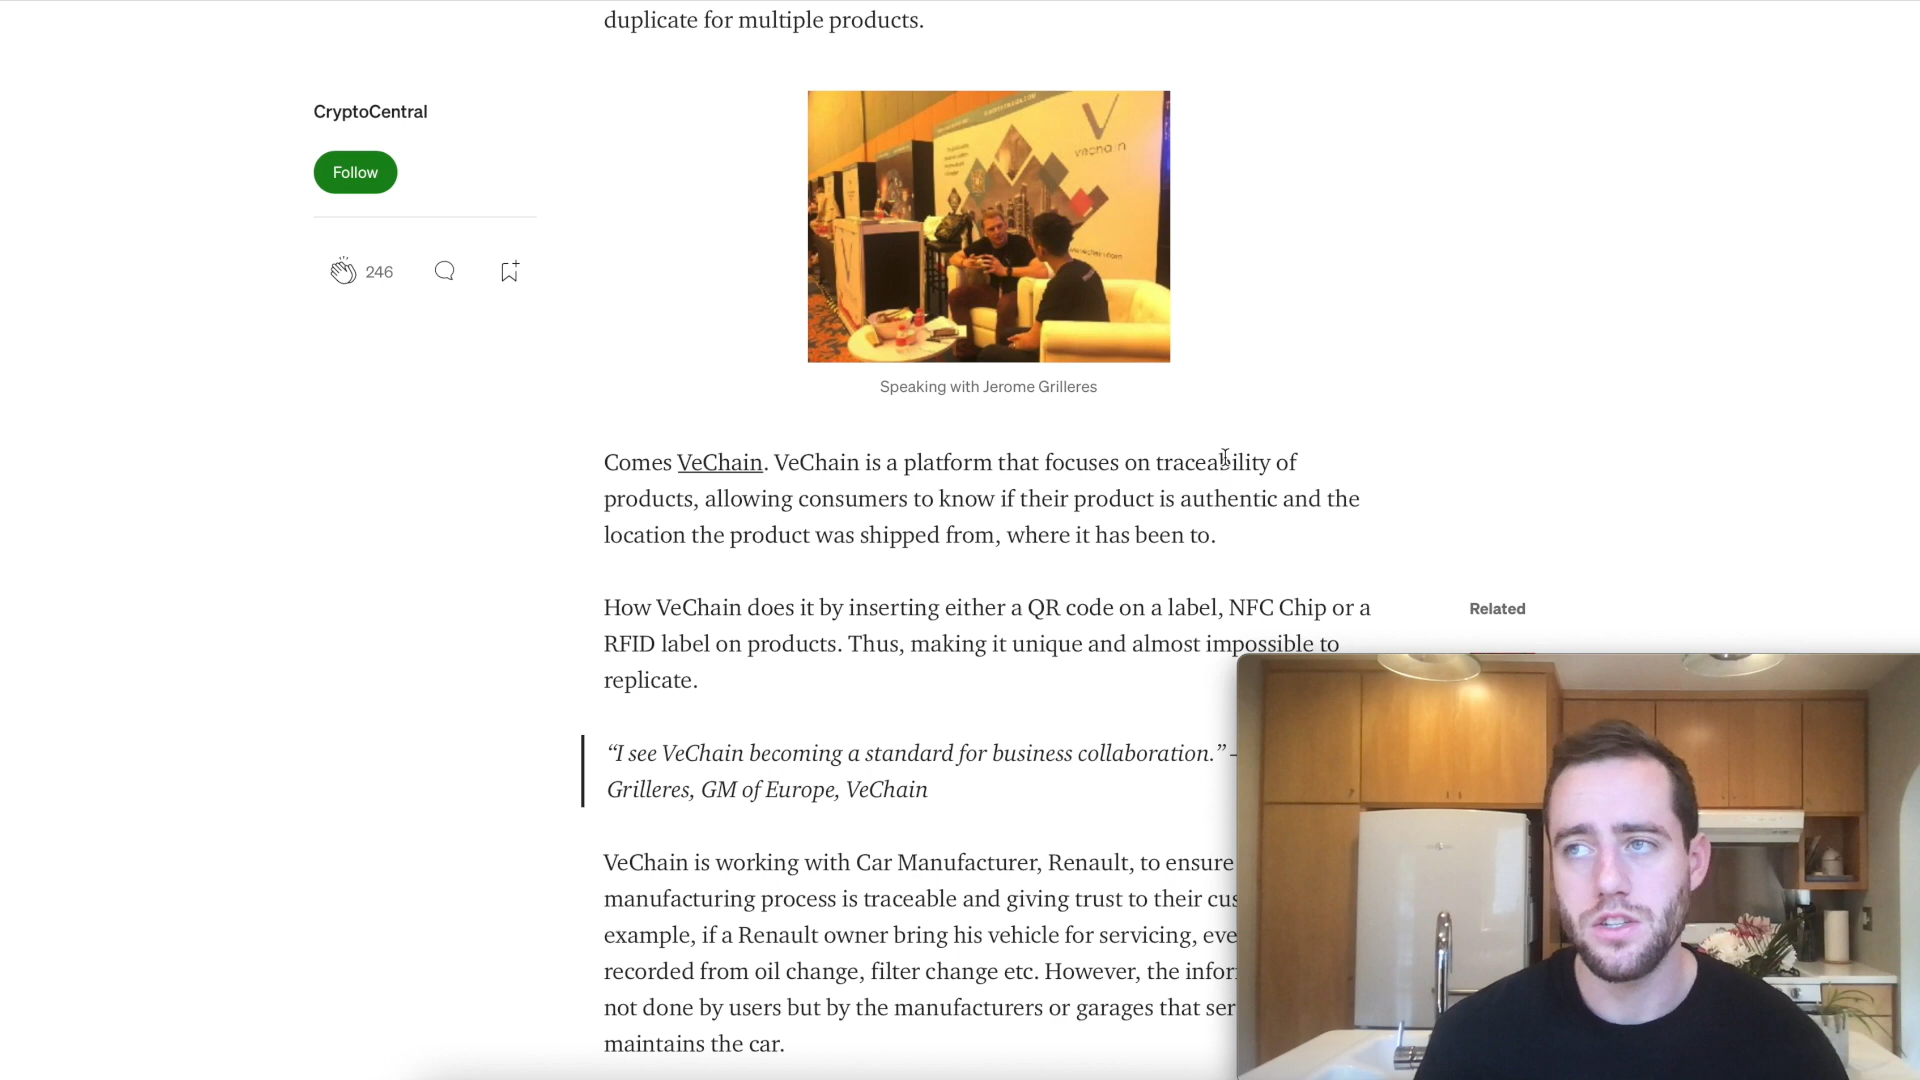 duplicate for multiple products.
CryptoCentral
Follow
246
vechain
Speaking with Jerome Grilleres
Comes VeChain. VeChain is a platform that focuses on traceability of
products, allowing consumers to know if their product is authentic and the
location the product was shipped from, where it has been to.
How VeChain does it by inserting either a QR code on a label, NFC Chip or a
RFID label on products. Thus, making it unique and almost impossible to
replicate.
Related
“I see VeChain becoming a standard for business collaboration.” –
Grilleres, GM of Europe, VeChain
VeChain is working with Car Manufacturer, Renault, to ensure
manufacturing process is traceable and giving trust to their cus
example, if a Renault owner bring his vehicle for servicing, eve
recorded from oil change, filter change etc. However, the infor
not done by users but by the manufacturers or garages that ser
maintains the car.